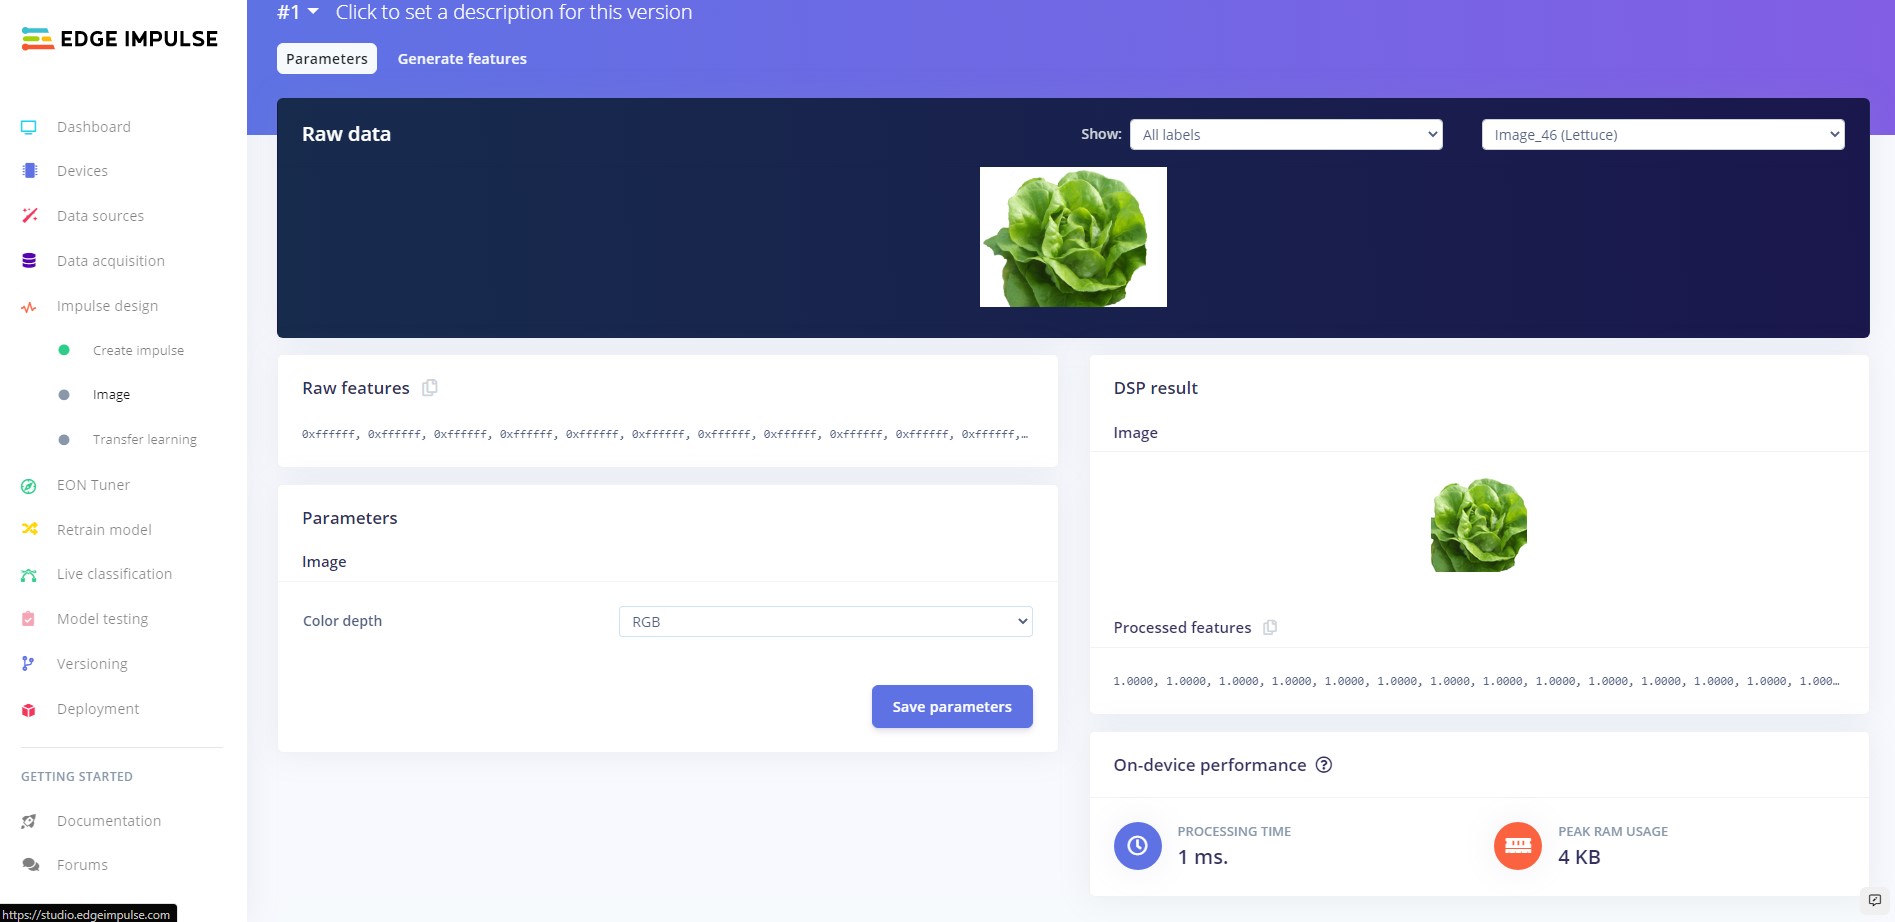 EDGE IMPULSE
Dashboard
Devices
Data sources
Data acquisition
Impulse design
Create impulse
Image
Transfer learning
EON Tuner
Retrain model
Live classification
Model testing
Versioning
Deployment
GETTING STARTED
Documentation
Forums
https://studio.edgeimpulse.com
#1 Click to set a description for this version
Parameters Generate features
Raw data
Show: All labels Image_46 (Lettuce)
Raw features
0xffffff, 0xffffff, 0xffffff, 0xffffff, 0xffffff, 0xffffff, 0xffffff, 0xffffff, 0xffffff, 0xffffff, 0xffffff,…
Parameters
Image
Color depth RGB
Save parameters
DSP result
Image
Processed features
1.0000, 1.0000, 1.0000, 1.0000, 1.0000, 1.0000, 1.0000, 1.0000, 1.0000, 1.0000, 1.0000, 1.0000, 1.0000, 1.000…
On-device performance
PROCESSING TIME
1 ms.
PEAK RAM USAGE
4 KB